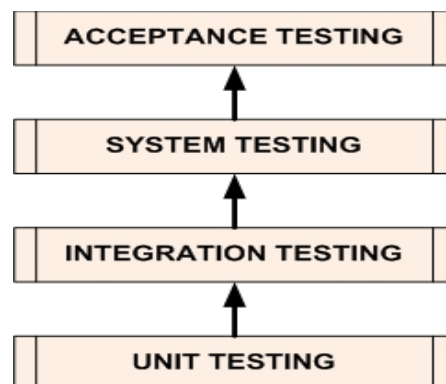 ACCEPTANCE TESTING
SYSTEM TESTING
INTEGRATION TESTING
UNIT TESTING